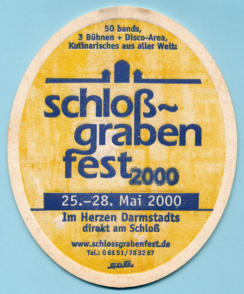 50 bands,
3 Bühnen + Disco-Area,
Kulinarisches aus aller Welt
schloß~
graben
fest 2000
25.–28. Mai 2000
Im Herzen Darmstadts
direkt am Schloß
www.schlossgrabenfest.de
Tel.: 0 61 51 / 78 32 67